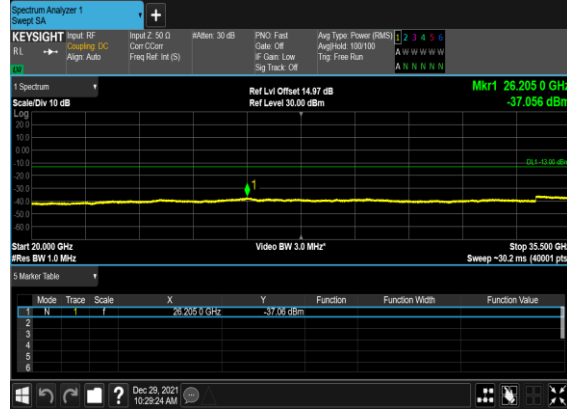 Spectrum Analyzer 1
Swept SA
+
KEYSIGHT Input: RF Input Z: 50 Ω #Atten: 30 dB PNO: Fast Avg Type: Power (RMS) 1 2 3 4 5 6
RL Coupling: DC Corr CCorr Gate: Off Avg|Hold: 100/100 A W W W W W
Align: Auto Freq Ref: Int (S) IF Gain: Low Trig: Free Run
Sig Track: Off A N N N N N
1 Spectrum Ref Lvl Offset 14.97 dB Mkr1 26.205 0 GHz
Scale/Div 10 dB Ref Level 30.00 dBm -37.056 dBm
Log
20.0
10.0
0.00
-10.0
DL1 -13.00 dBm
-20.0
-30.0
1
-40.0
-50.0
-60.0
Start 20.000 GHz Video BW 3.0 MHz* Stop 35.500 GHz
#Res BW 1.0 MHz Sweep ~30.2 ms (40001 pts)
5 Marker Table
Mode Trace Scale X Y Function Function Width Function Value
1 N 1 f 26.205 0 GHz -37.06 dBm
2
3
4
5
6
? Dec 29, 2021
10:29:24 AM